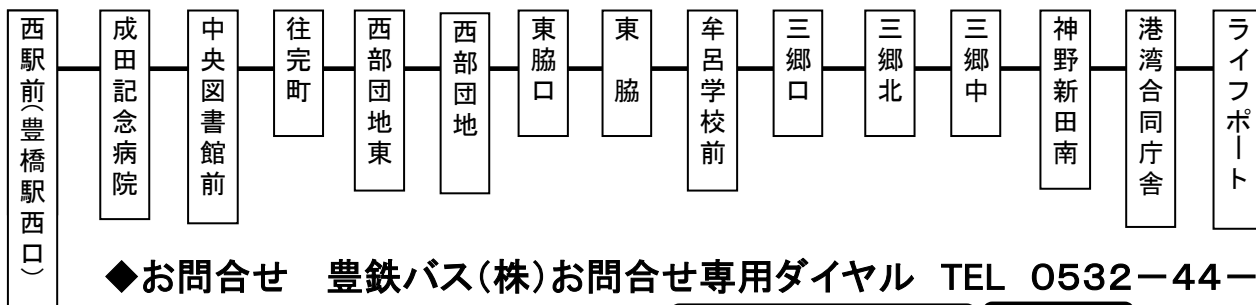 西駅前(豊橋駅西口)
成田記念病院
中央図書館前
往完町
西部団地東
西部団地
東脇口
東 脇
牟呂学校前
三郷口
三郷北
三郷中
神野新田南
港湾合同庁舎
ライフポート
◆お問合せ 豊鉄バス(株)お問合せ専用ダイヤル TEL 0532-44-